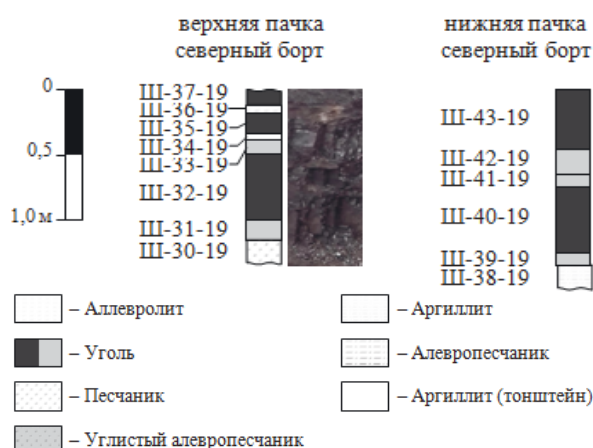 верхняя пачка
северный борт
нижняя пачка
северный борт
0
0,5
1,0 м
Ш-37-19
Ш-36-19
Ш-35-19
Ш-34-19
Ш-33-19
Ш-32-19
Ш-31-19
Ш-30-19
Ш-43-19
Ш-42-19
Ш-41-19
Ш-40-19
Ш-39-19
Ш-38-19
– Аллевролит
– Уголь
– Песчаник
– Углистый алевропесчаник
– Аргиллит
– Алевропесчаник
– Аргиллит (тонштейн)